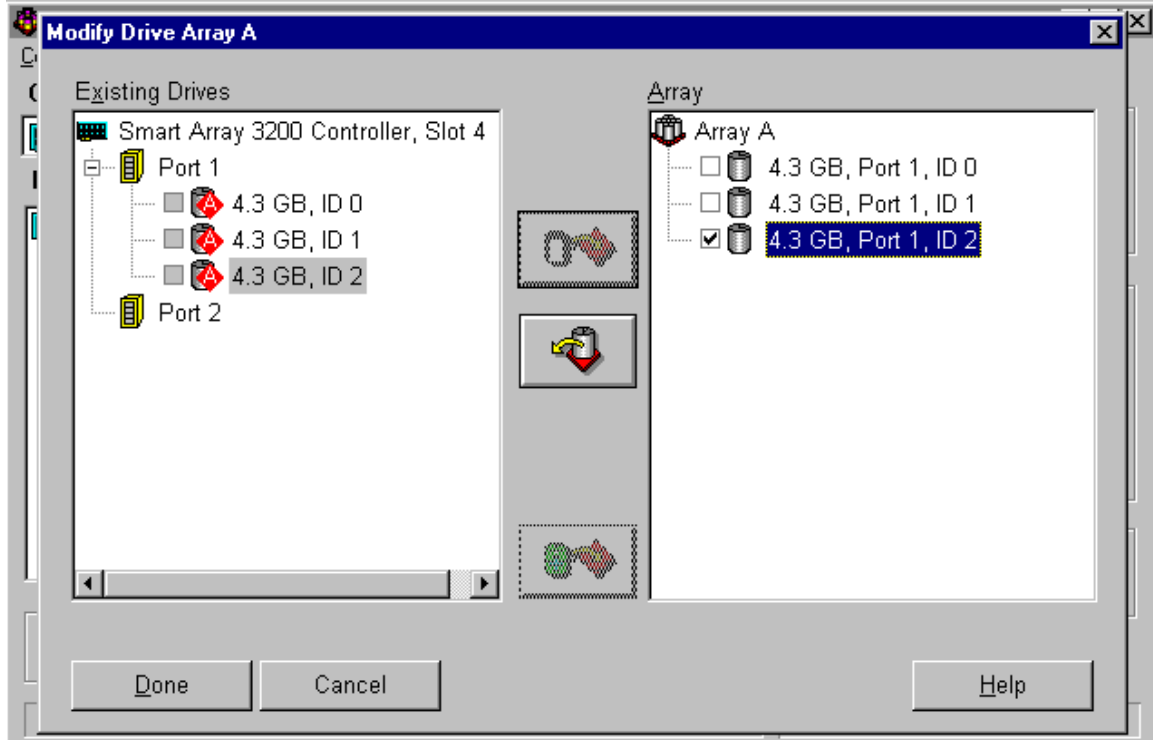 Modify Drive Array A
Existing Drives
Smart Array 3200 Controller, Slot 4
Port 1
A 4.3 GB, ID 0
A 4.3 GB, ID 1
A 4.3 GB, ID 2
Port 2
Array
Array A
4.3 GB, Port 1, ID 0
4.3 GB, Port 1, ID 1
4.3 GB, Port 1, ID 2
Done
Cancel
Help